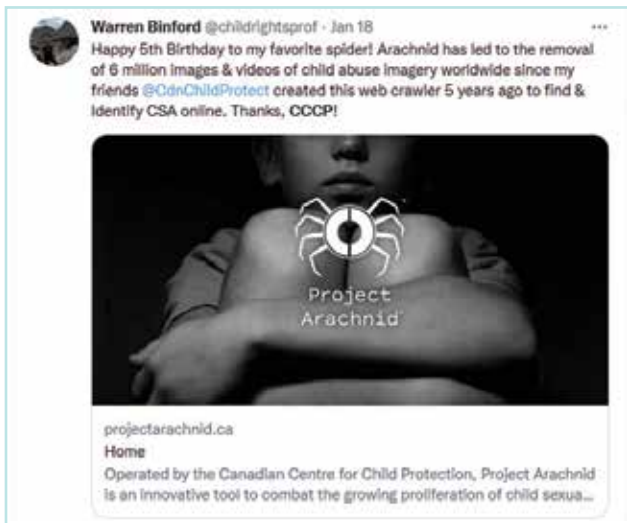 Warren Binford @childrightsprof · Jan 18
Happy 5th Birthday to my favorite spider! Arachnid has led to the removal
of 6 million images & videos of child abuse imagery worldwide since my
friends @CdnChildProtect created this web crawler 5 years ago to find &
Identify CSA online. Thanks, CCCP!
Project
Arachnid
projectarachnid.ca
Home
Operated by the Canadian Centre for Child Protection, Project Arachnid
is an innovative tool to combat the growing proliferation of child sexua...